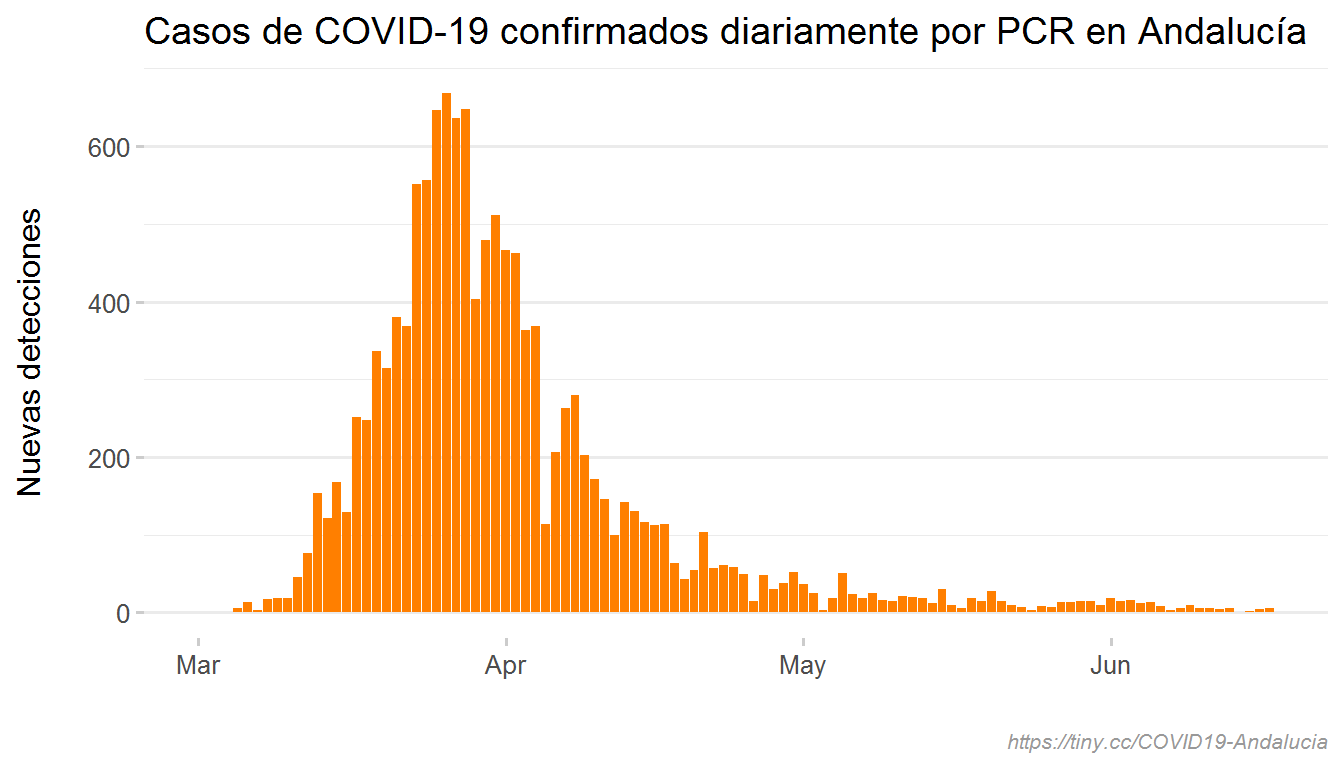 Casos de COVID-19 confirmados diariamente por PCR en Andalucía
Nuevas detecciones
600
400
200
0
Mar Apr May Jun
https://tiny.cc/COVID19-Andalucia